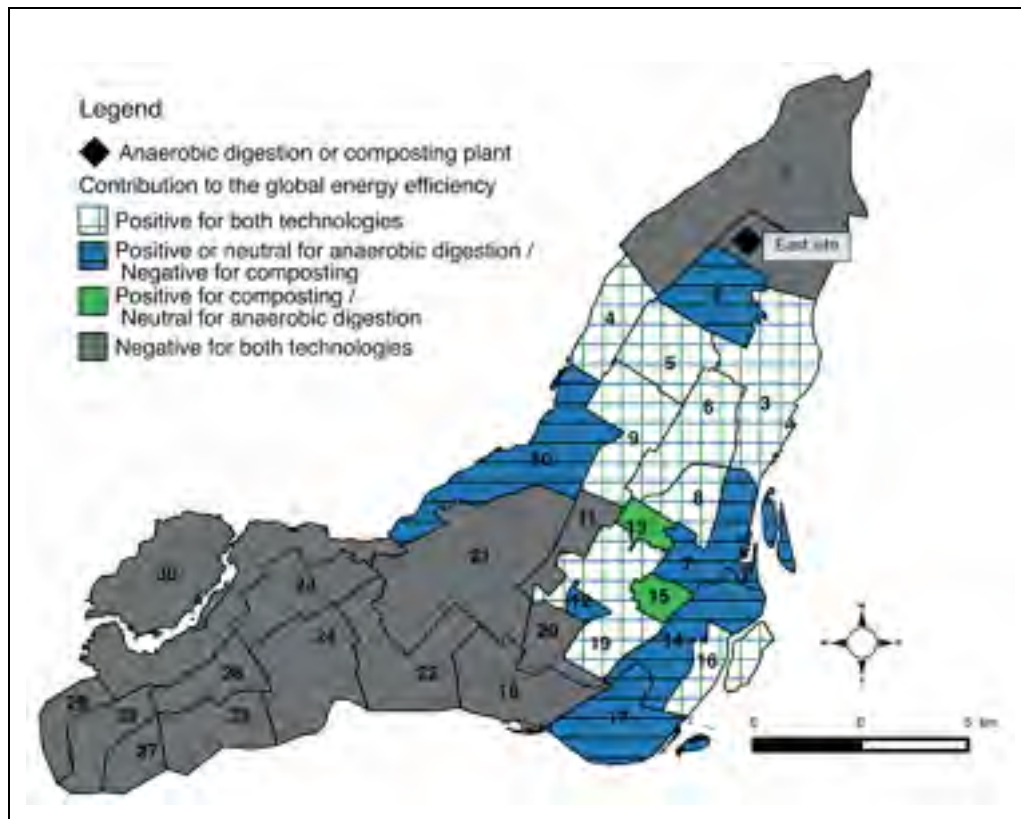 Legend
Anaerobic digestion or composting plant
Contribution to the global energy efficiency
Positive for both technologies
Positive or neutral for anaerobic digestion /
Negative for composting
Positive for composting /
Neutral for anaerobic digestion
Negative for both technologies
East site
4
5
6
3
9
10
8
11
13
21
7
30
15
20
19
14
16
24
22
18
17
27
0 0 5 km